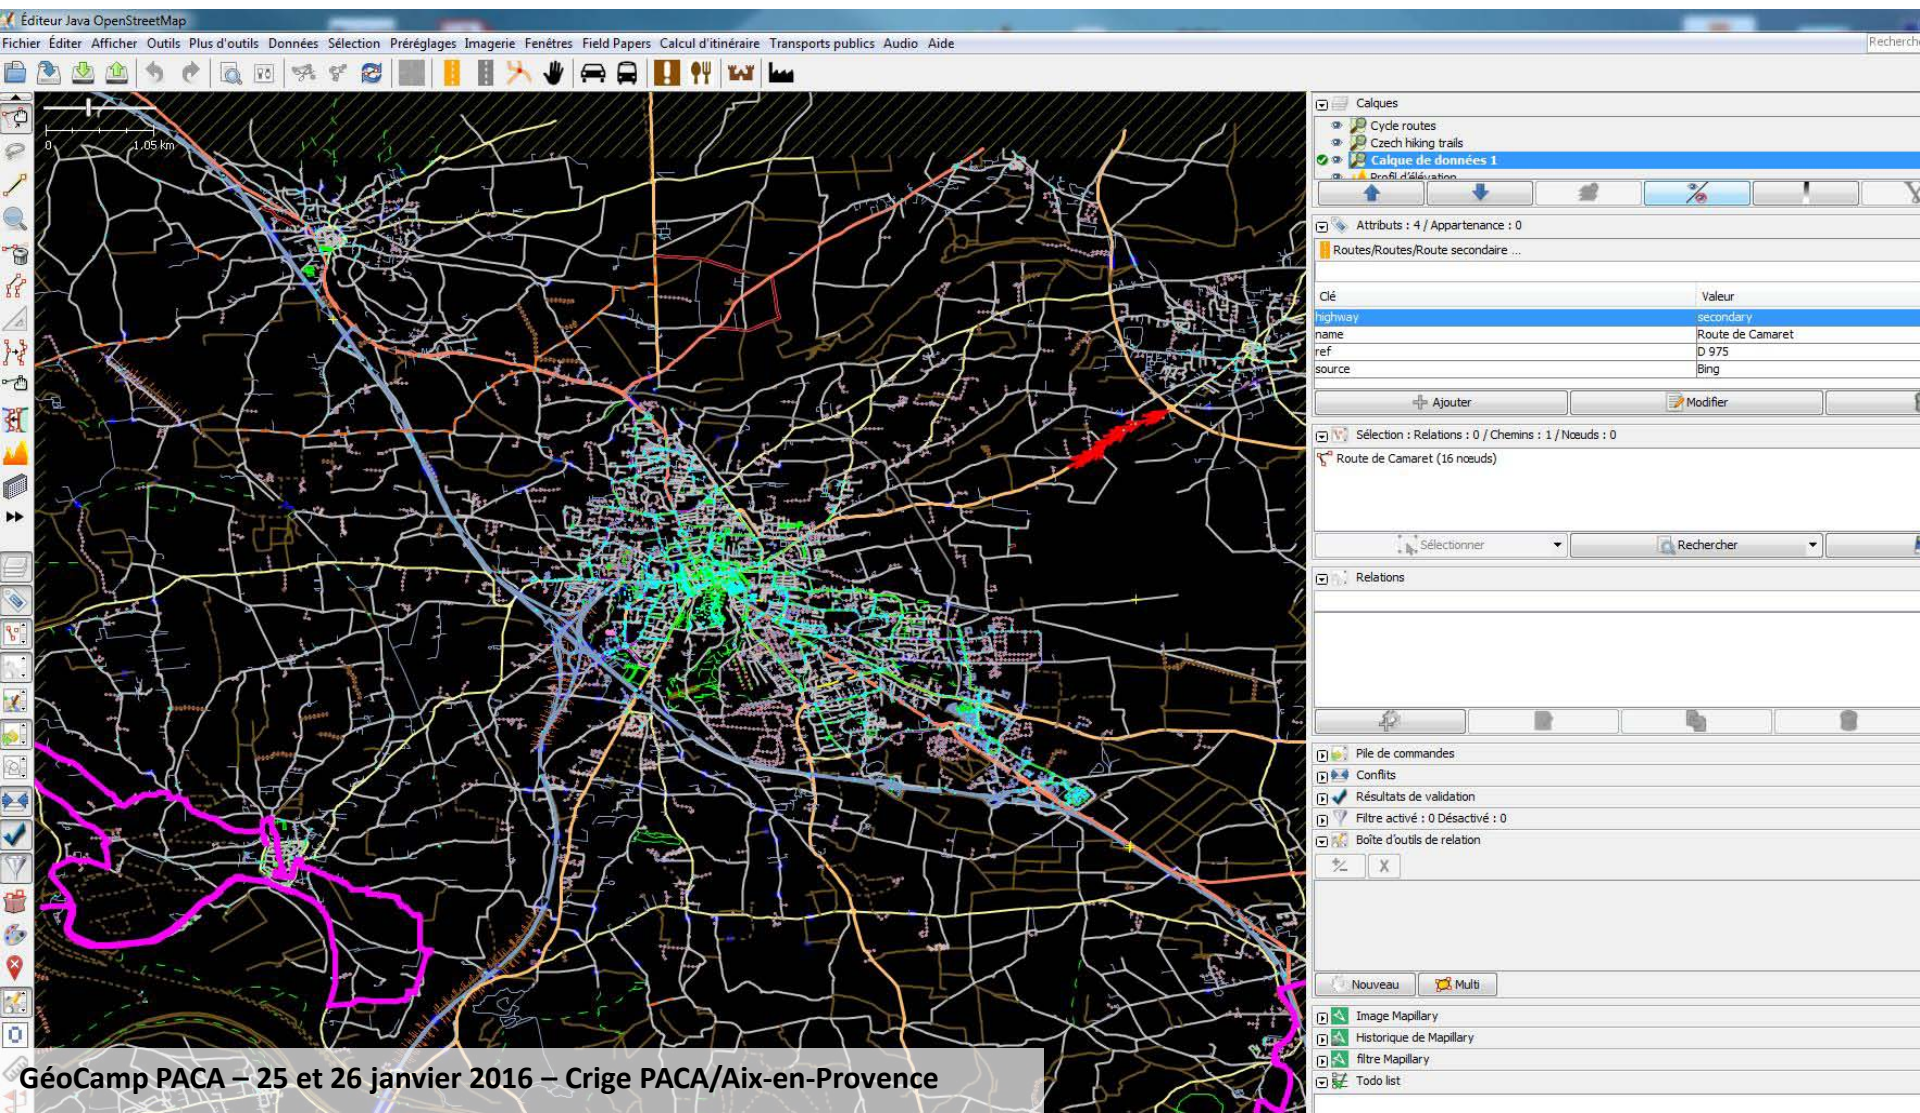 Éditeur Java OpenStreetMap
Fichier Éditer Afficher Outils Plus d'outils Données Sélection Préréglages Imagerie Fenêtres Field Papers Calcul d'itinéraire Transports publics Audio Aide
Recherche
0 1.05 km
Calques
Cycle routes
Czech hiking trails
Calque de données 1
Profil d'élévation
Attributs : 4 / Appartenance : 0
Routes/Routes/Route secondaire ...
Clé Valeur
highway secondary
name Route de Camaret
ref D 975
source Bing
Ajouter Modifier
Sélection : Relations : 0 / Chemins : 1 / Nœuds : 0
Route de Camaret (16 nœuds)
Sélectionner Rechercher
Relations
Pile de commandes
Conflits
Résultats de validation
Filtre activé : 0 Désactivé : 0
Boîte d'outils de relation
X
Nouveau Multi
Image Mapillary
Historique de Mapillary
filtre Mapillary
Todo list
GéoCamp PACA – 25 et 26 janvier 2016 – Crige PACA/Aix-en-Provence